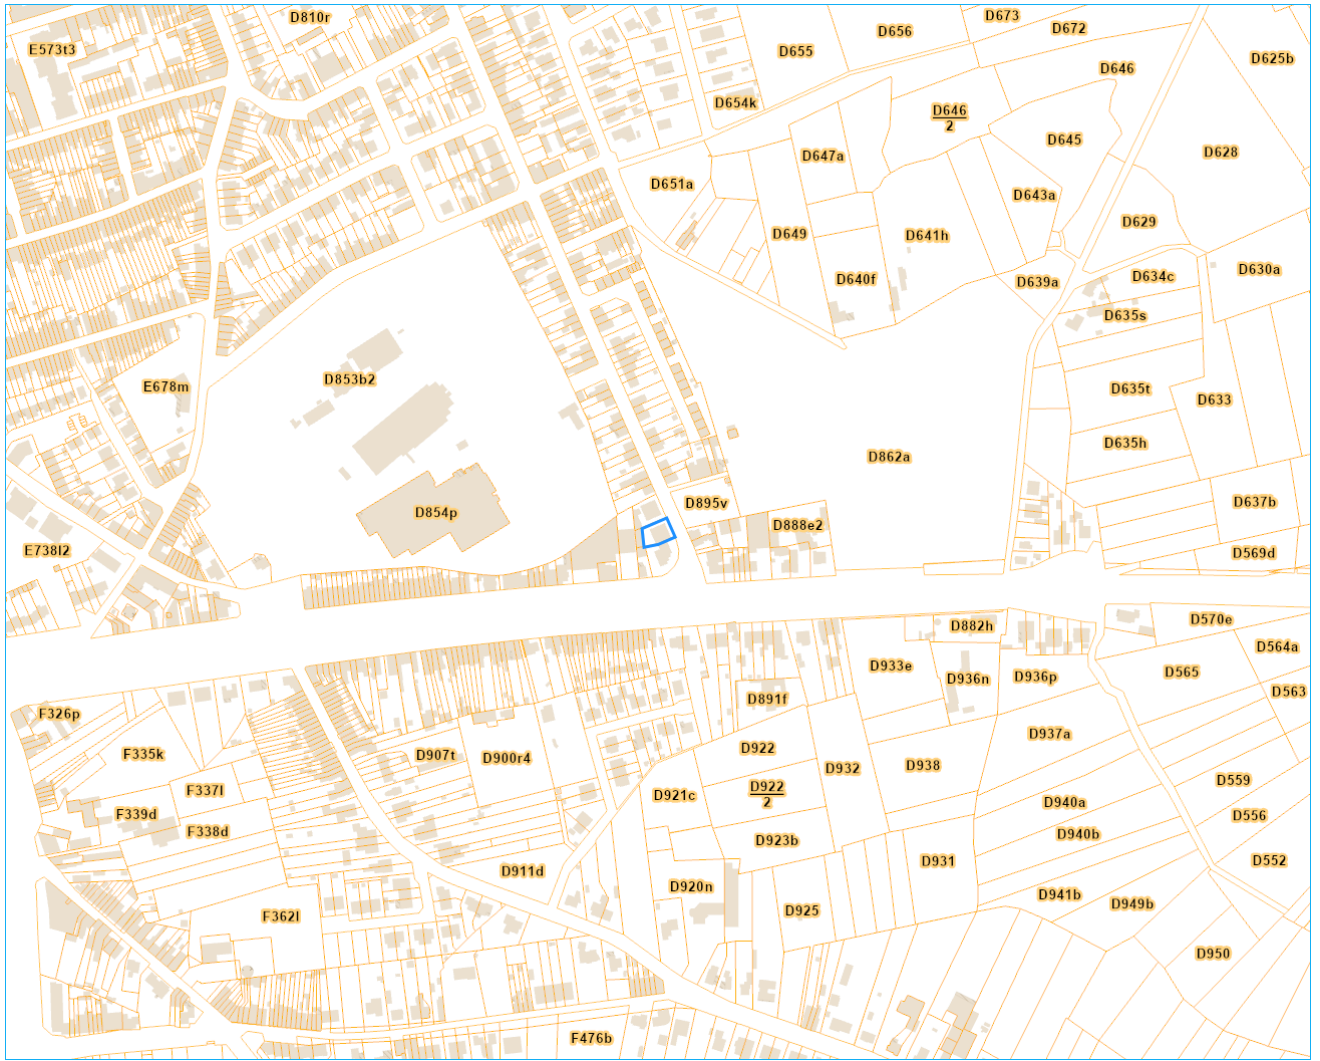 D810r
E573t3
D673
D656
D672
D655
D625b
D646
D654k
D646
2
D645
D628
D647a
D651a
D643a
D629
D649
D641h
D634c
D630a
D640f
D639a
D635s
D853b2
E678m
D635t
D633
D635h
D862a
D895v
D637b
D854p
D888e2
E738l2
D569d
D570e
D882h
D564a
D933e
D565
D936n
D936p
D563
D891f
F326p
D937a
D922
F335k
D907t
D900r4
D932
D938
D559
F337l
D922
2
D921c
D940a
F339d
D556
F338d
D940b
D923b
D931
D552
D911d
D920n
D941b
D949b
D925
F362l
D950
F476b